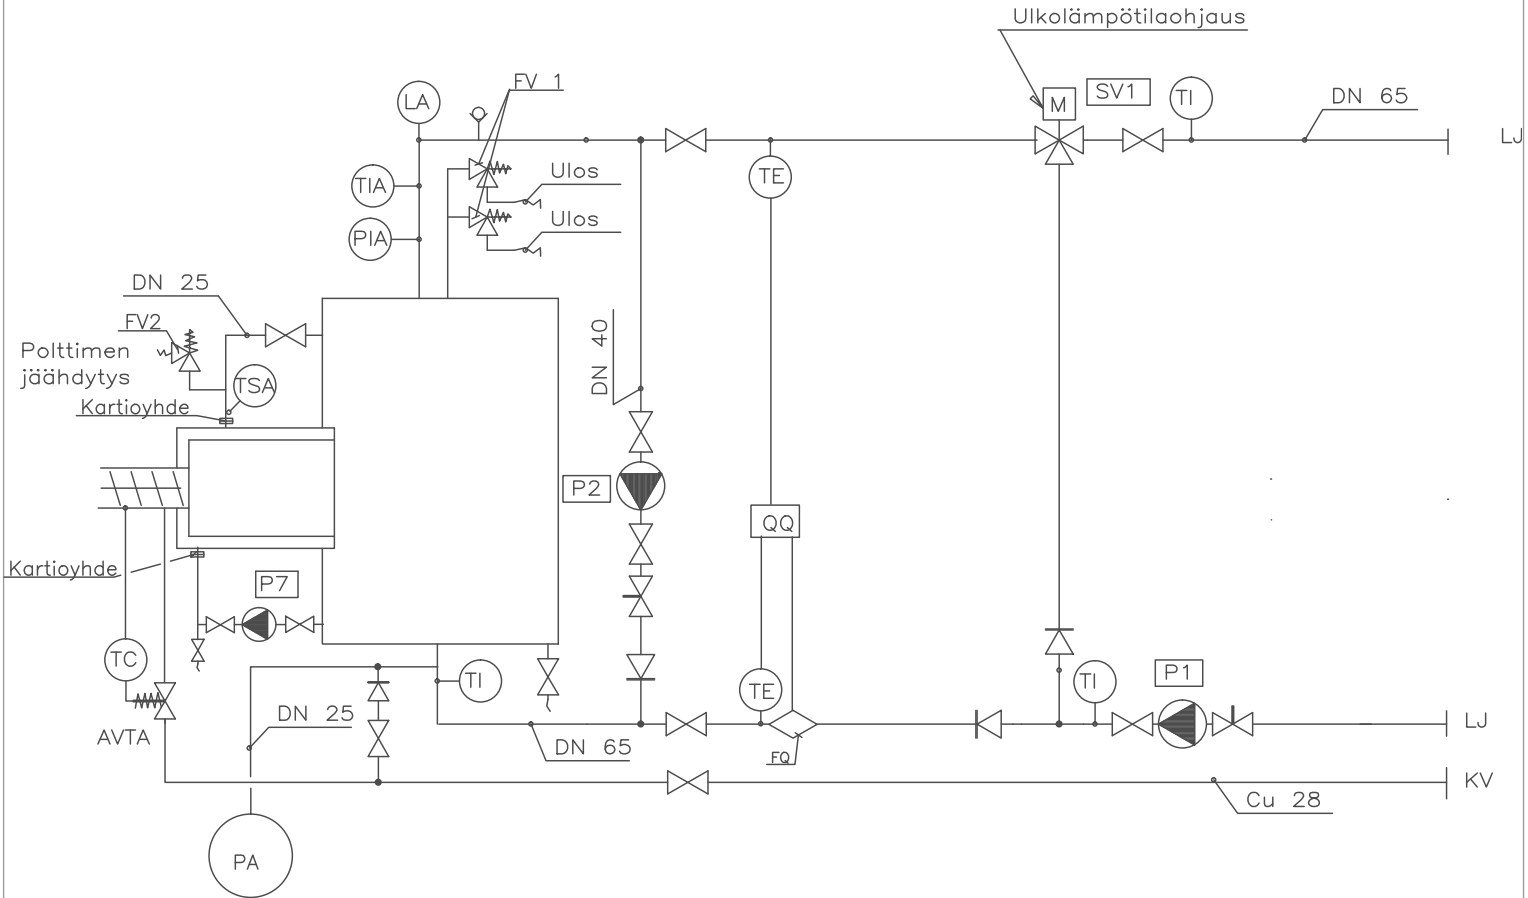 Ulkolämpötilaohjaus
FV 1
LA
M
SV1
TI
DN 65
LJ
TIA
Ulos
TE
PIA
Ulos
DN 25
FV2
Polttimen
jäähdytys
TSA
Kartioyhde
DN 40
P2
QQ
Kartioyhde
P7
TC
TI
TE
TI
P1
AVTA
DN 25
DN 65
FQ
LJ
KV
Cu 28
PA